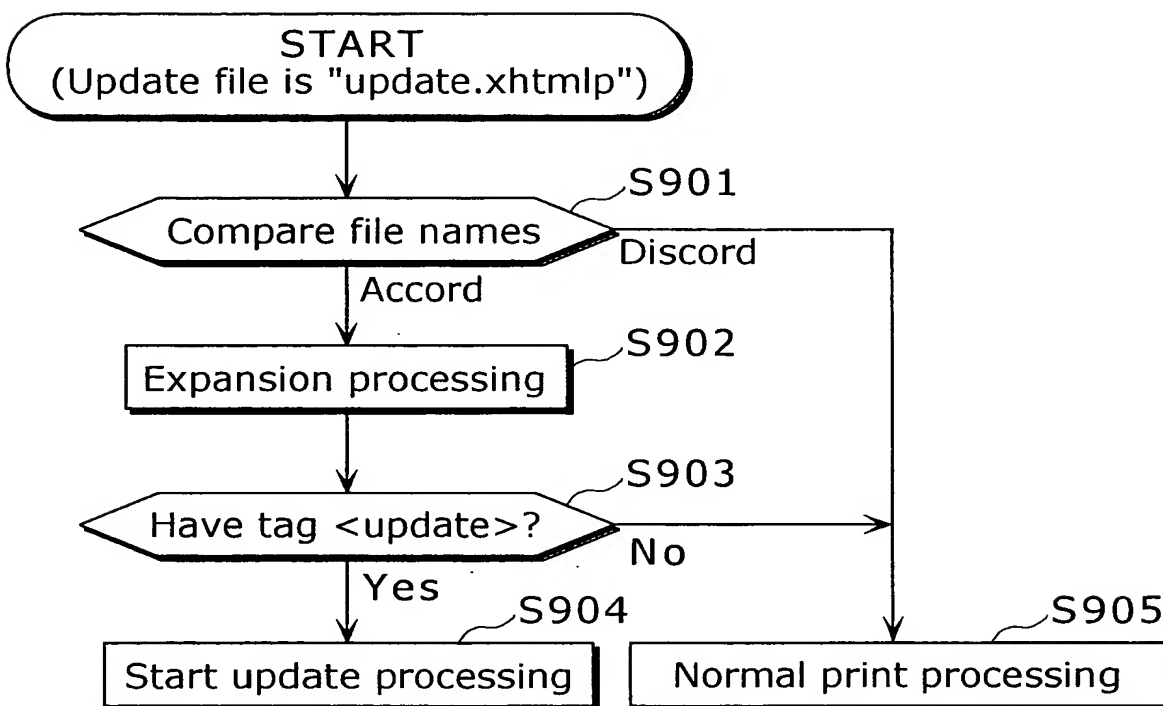 START
(Update file is "update.xhtmlp")
S901
Compare file names
Discord
Accord
S902
Expansion processing
S903
Have tag <update>?
No
Yes
S904
S905
Start update processing
Normal print processing